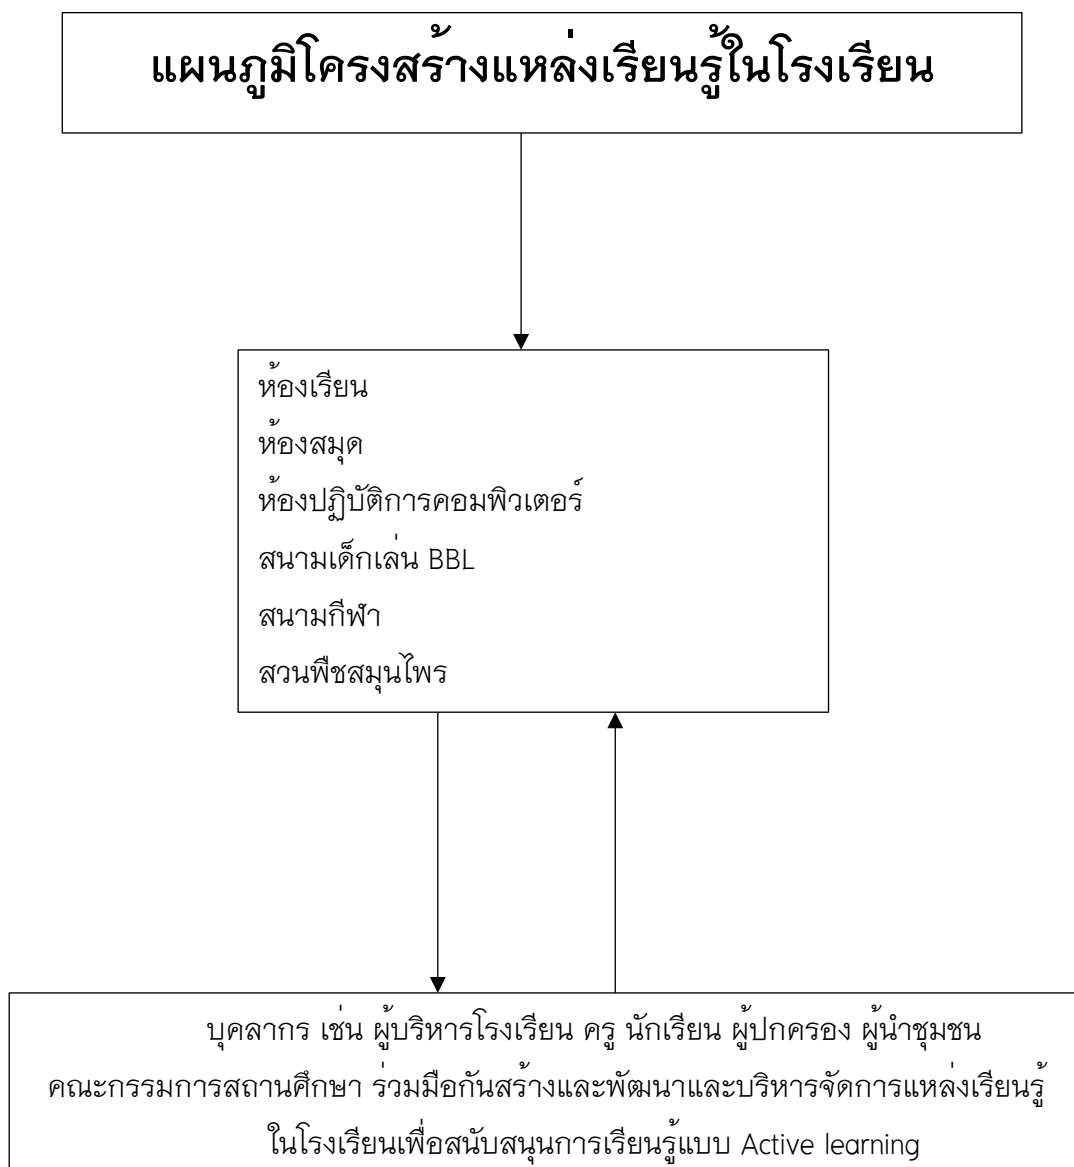 แผนภูมิโครงสร้างแหล่งเรียนรู้ในโรงเรียน
ห้องเรียน
ห้องสมุด
ห้องปฏิบัติการคอมพิวเตอร์
สนามเด็กเล่น BBL
สนามกีฬา
สวนพืชสมุนไพร
บุคลากร เช่น ผู้บริหารโรงเรียน ครู นักเรียน ผู้ปกครอง ผู้นำชุมชน
คณะกรรมการสถานศึกษา ร่วมมือกันสร้างและพัฒนาและบริหารจัดการแหล่งเรียนรู้
ในโรงเรียนเพื่อสนับสนุนการเรียนรู้แบบ Active learning